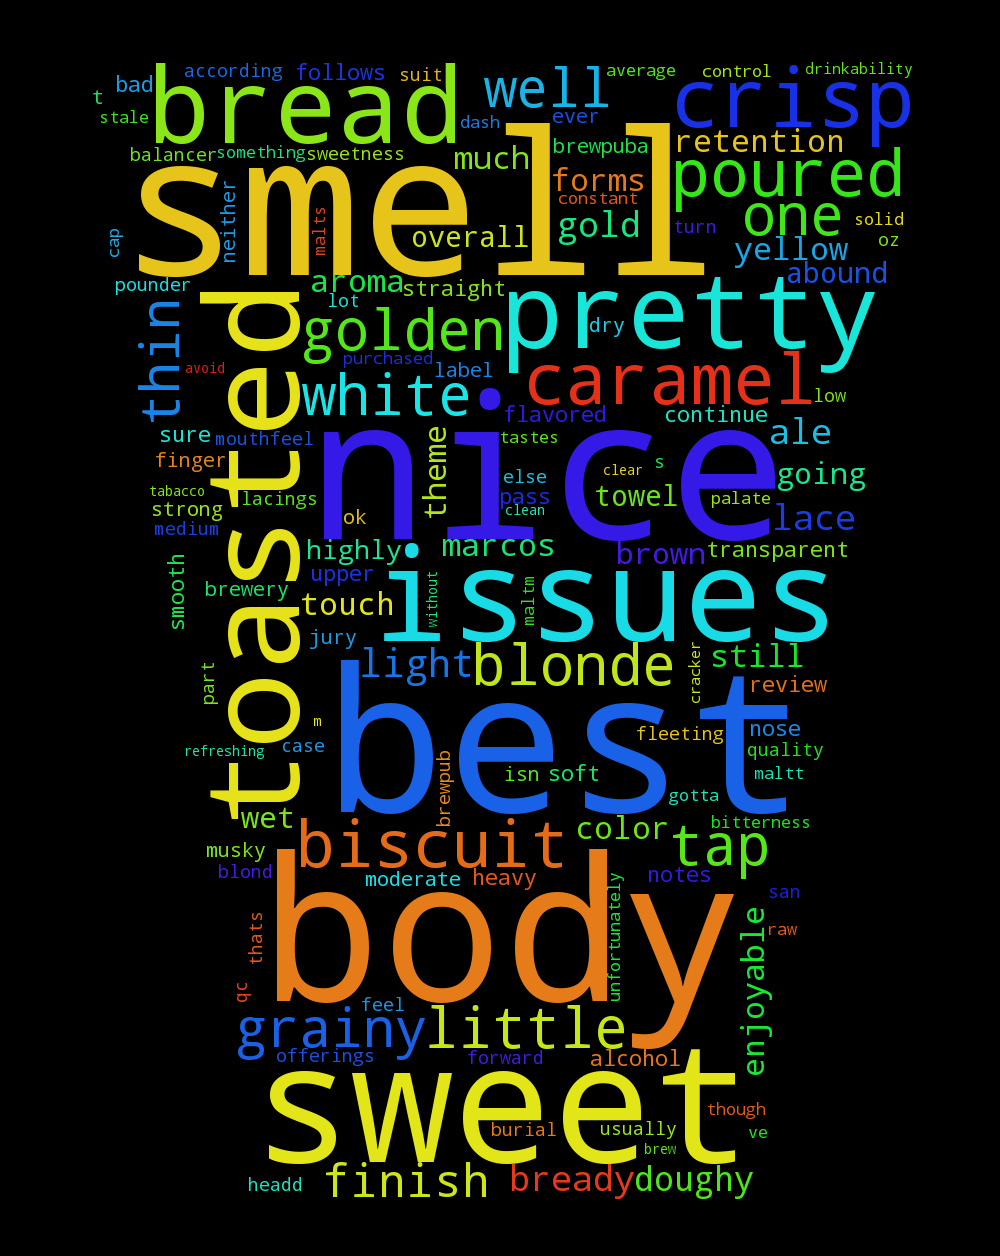 according follows suit well average control drinkability
bad bread crisp
t
stale dash ever
balancer something sweetness much brewpuba retention
smell forms poured
constant
cap neither malts overall gold turn one solid
yellow oz
pounder aroma straight abound
lot
thin toasted golden dry pretty
purchased
avoid label caramel
white low
flavored continue
sure mouthfeel nice theme tastes ale
finger else clear s going
tabacco lacings pass towel palate
strong clean
medium ok lace
highly marcos brown transparent
smooth upper issues
brewery touch without maltm
jury
light blonde cracker still
part review
m best fleeting nose
refreshing case quality
brewpub isn soft maltt
gotta
wet color bitterness
musky biscuit tap
blond moderate heavy notes
body unfortunately san
thats enjoyable raw
qc
feel
grainy little
offerings forward alcohol
sweet
though
burial usually ve
brew
headd finish bready doughy